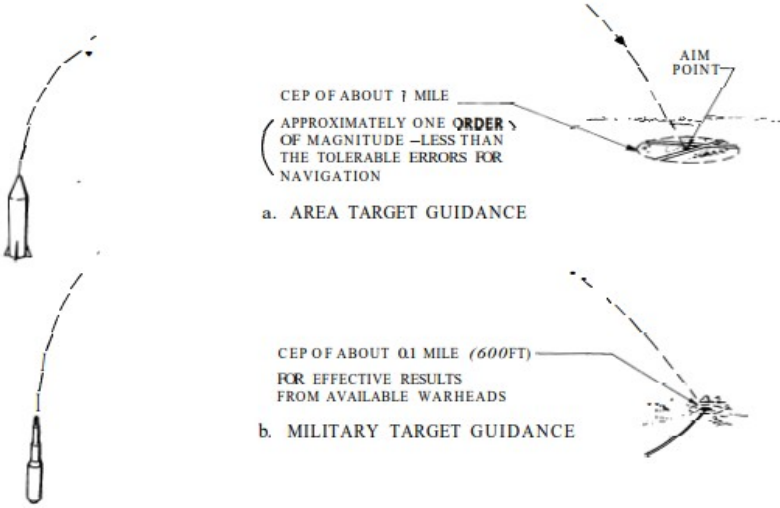 AIM
POINT
CEP OF ABOUT 1 MILE
(APPROXIMATELY ONE ORDER)
OF MAGNITUDE –LESS THAN
THE TOLERABLE ERRORS FOR
NAVIGATION
a. AREA TARGET GUIDANCE
CEP OF ABOUT 0.1 MILE (600FT)
FOR EFFECTIVE RESULTS
FROM AVAILABLE WARHEADS
b. MILITARY TARGET GUIDANCE